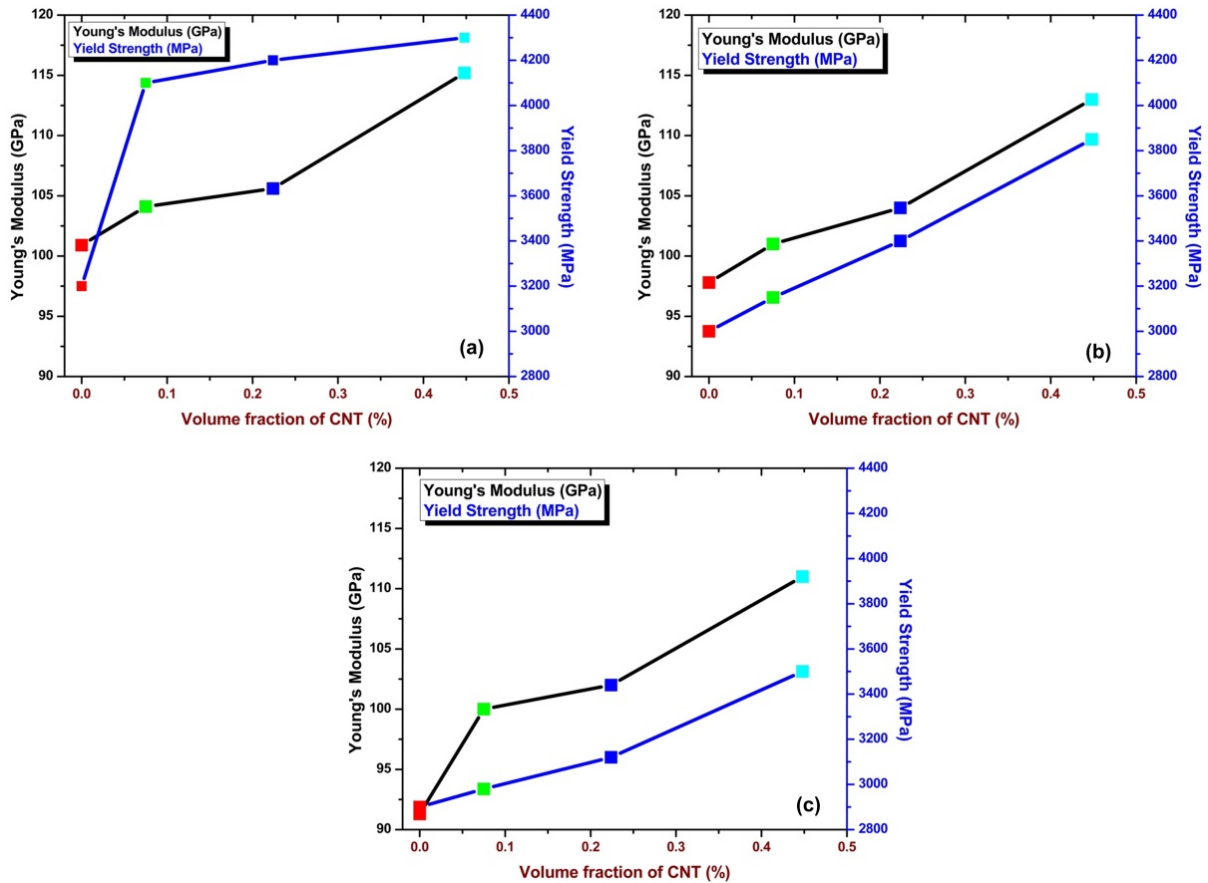 Young's Modulus (GPa)
Yield Strength (MPa)
120
115
110
105
100
95
90
Young's Modulus (GPa)
4400
4200
4000
3800
3600
3400
3200
3000
2800
Yield Strength (MPa)
(a)
0.0 0.1 0.2 0.3 0.4 0.5
Volume fraction of CNT (%)
Young's Modulus (GPa)
Yield Strength (MPa)
120
115
110
105
100
95
90
Young's Modulus (GPa)
4400
4200
4000
3800
3600
3400
3200
3000
2800
Yield Strength (MPa)
(b)
0.0 0.1 0.2 0.3 0.4 0.5
Volume fraction of CNT (%)
Young's Modulus (GPa)
Yield Strength (MPa)
120
115
110
105
100
95
90
Young's Modulus (GPa)
4400
4200
4000
3800
3600
3400
3200
3000
2800
Yield Strength (MPa)
(c)
0.0 0.1 0.2 0.3 0.4 0.5
Volume fraction of CNT (%)